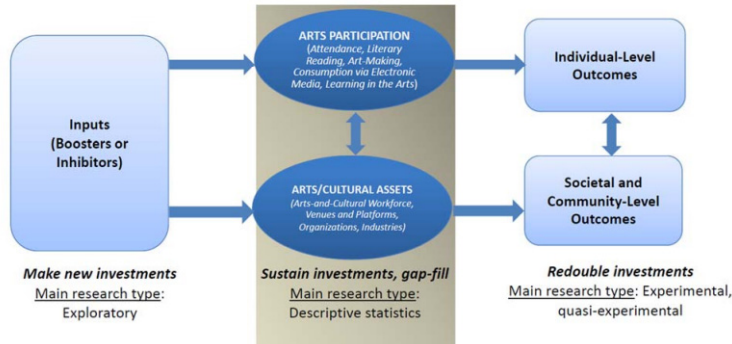 Inputs
(Boosters or
Inhibitors)
ARTS PARTICIPATION
(Attendance, Literary
Reading, Art-Making,
Consumption via Electronic
Media, Learning in the Arts)
ARTS/CULTURAL ASSETS
(Arts-and-Cultural Workforce,
Venues and Platforms,
Organizations, Industries)
Individual-Level
Outcomes
Societal and
Community-Level
Outcomes
Make new investments
Main research type:
Exploratory
Sustain investments, gap-fill
Main research type:
Descriptive statistics
Redouble investments
Main research type: Experimental,
quasi-experimental